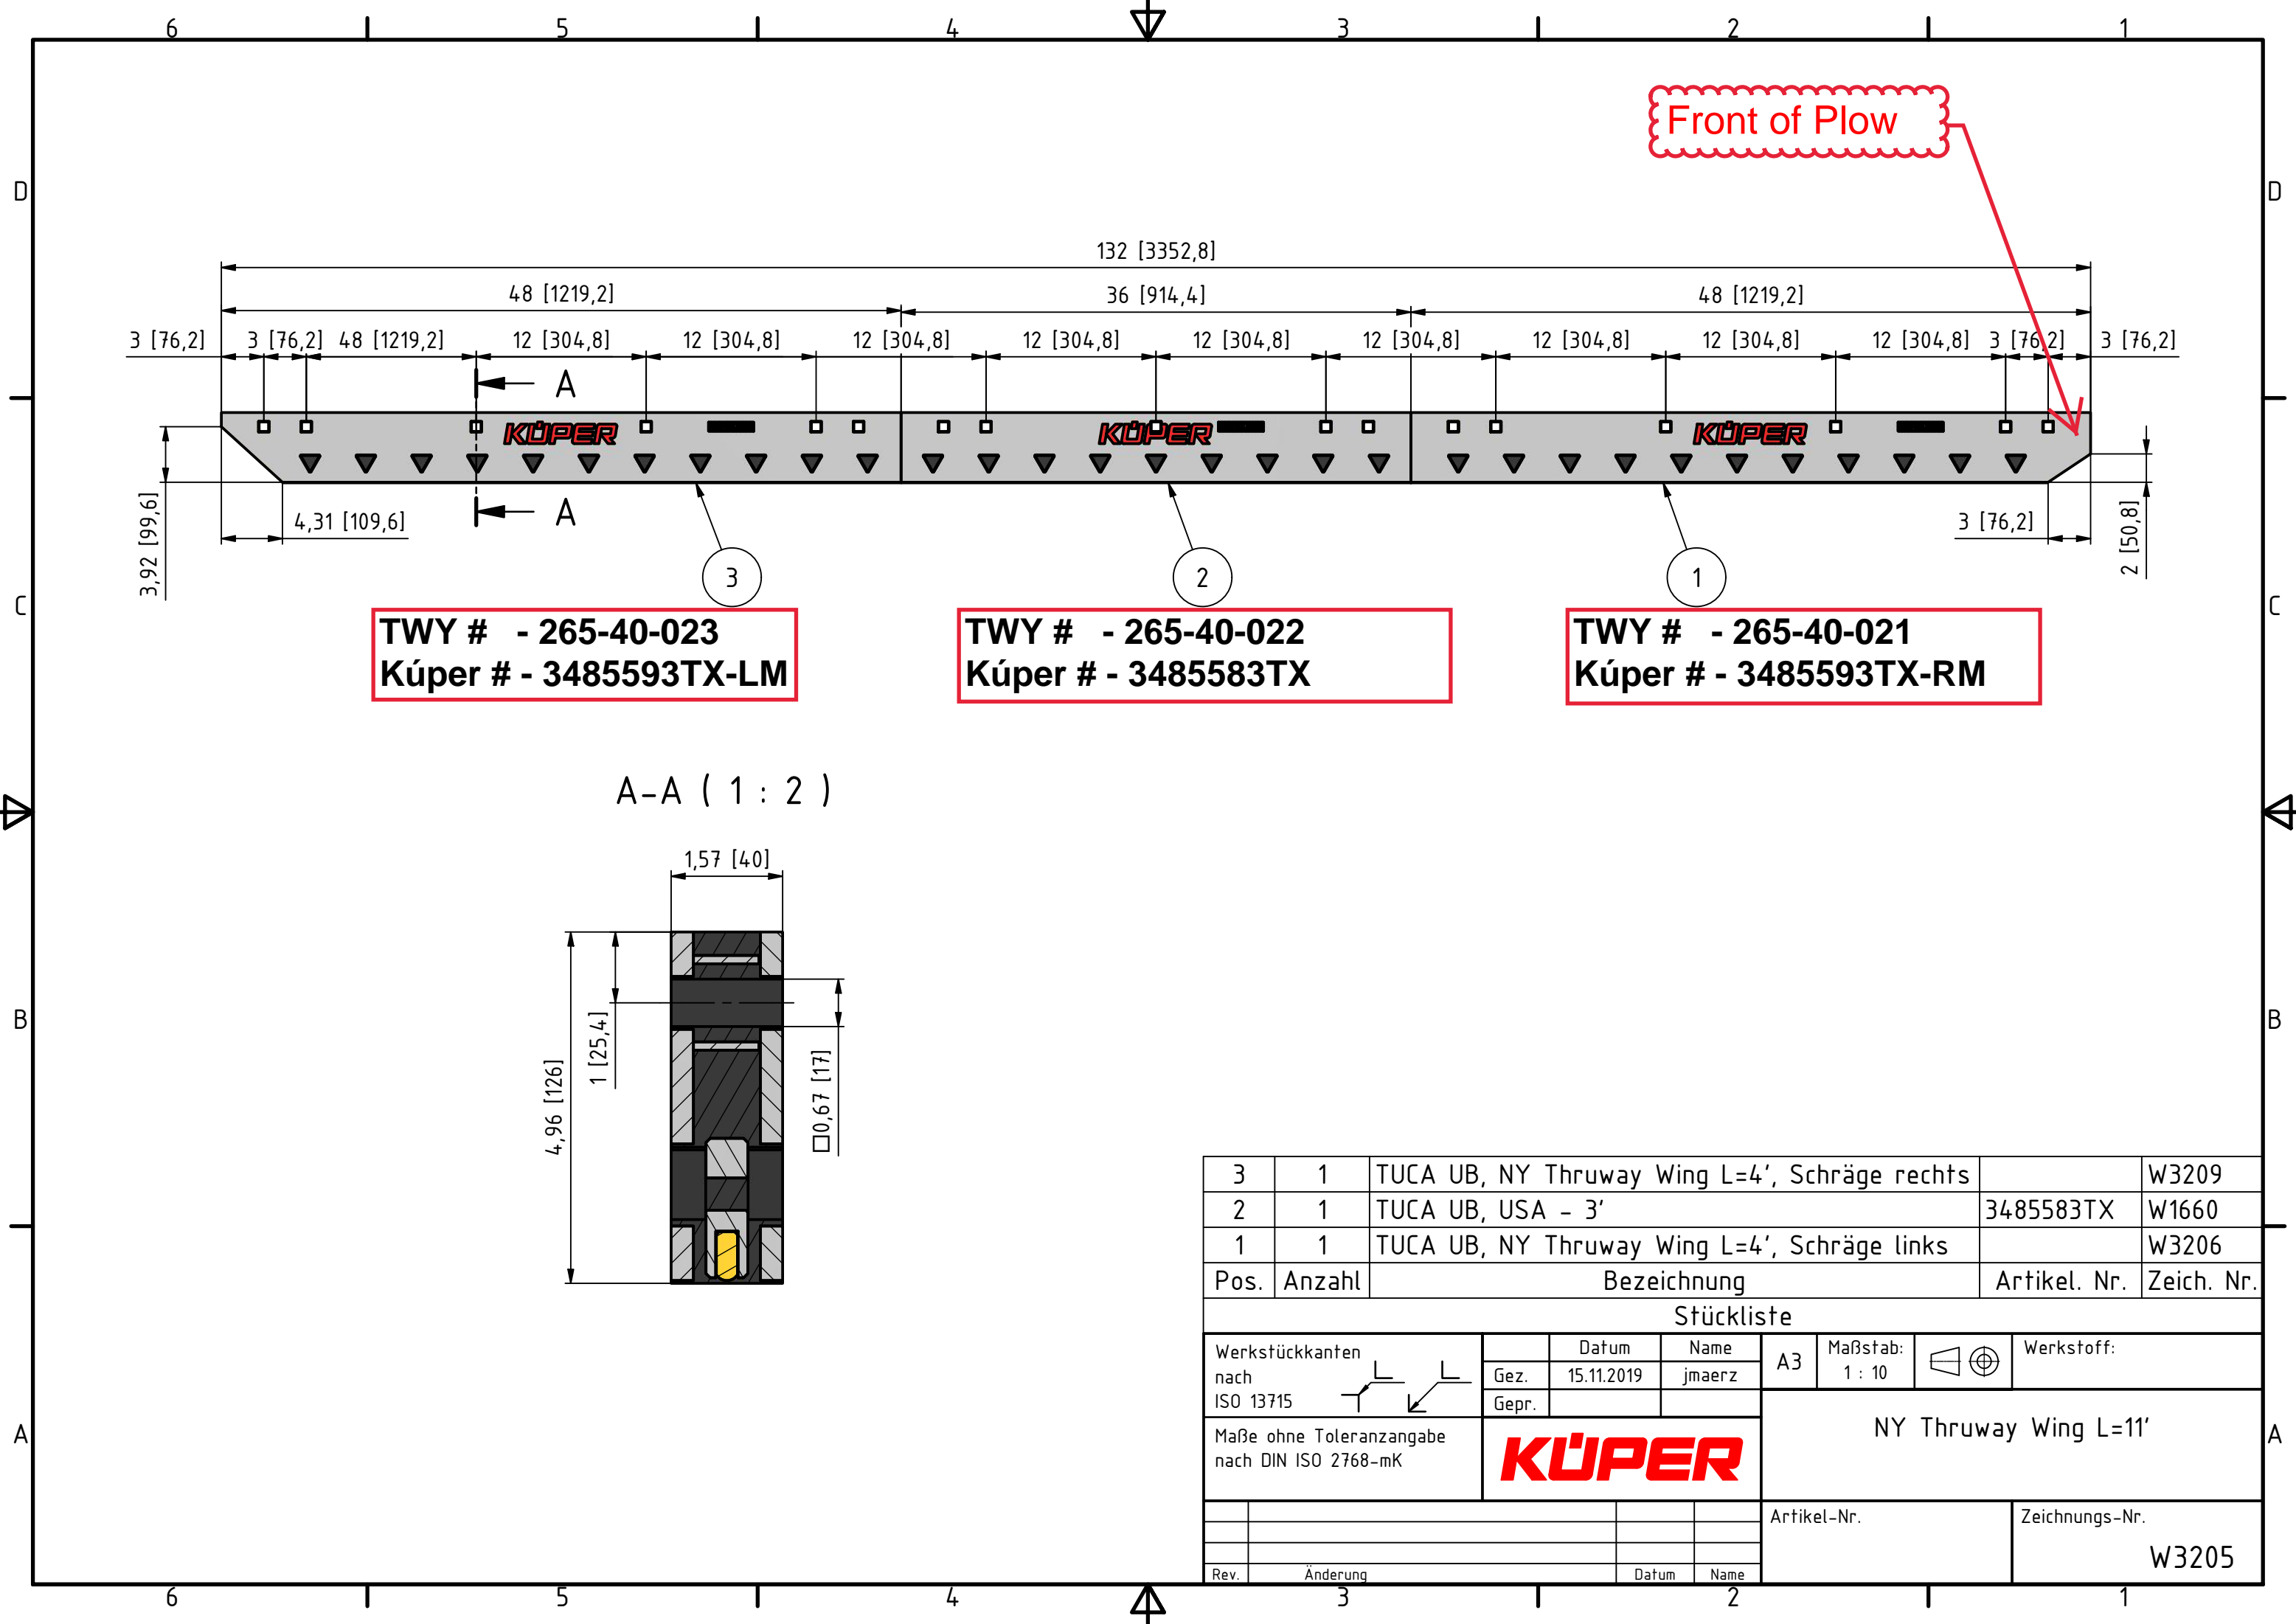 6 5 4 3 2 1
Front of Plow
D D
132 [3352,8]
48 [1219,2] 36 [914,4] 48 [1219,2]
3 [76,2] 3 [76,2] 48 [1219,2] 12 [304,8] 12 [304,8] 12 [304,8] 12 [304,8] 12 [304,8] 12 [304,8] 12 [304,8] 12 [304,8] 12 [304,8] 3 [76,2] 3 [76,2]
A
KÜPER KÜPER KÜPER
A
3,92 [99,6]
4,31 [109,6]
3 [76,2]
2 [50,8]
3 2 1
C C
TWY # - 265-40-023
Kúper # - 3485593TX-LM
TWY # - 265-40-022
Kúper # - 3485583TX
TWY # - 265-40-021
Kúper # - 3485593TX-RM
A-A ( 1 : 2 )
1,57 [40]
4,96 [126]
1 [25,4]
□0,67 [17]
B B
3 1 TUCA UB, NY Thruway Wing L=4', Schräge rechts W3209
2 1 TUCA UB, USA - 3' 3485583TX W1660
1 1 TUCA UB, NY Thruway Wing L=4', Schräge links W3206
Pos. Anzahl Bezeichnung Artikel. Nr. Zeich. Nr.
Stückliste
Werkstückkanten
nach
ISO 13715
Datum Name
Gez. 15.11.2019 jmaerz
Gepr.
A3
Maßstab:
1 : 10
Werkstoff:
Maße ohne Toleranzangabe
nach DIN ISO 2768-mK
KÜPER
NY Thruway Wing L=11'
A A
Artikel-Nr.
Zeichnungs-Nr.
W3205
Rev. Änderung Datum Name
6 5 4 3 2 1